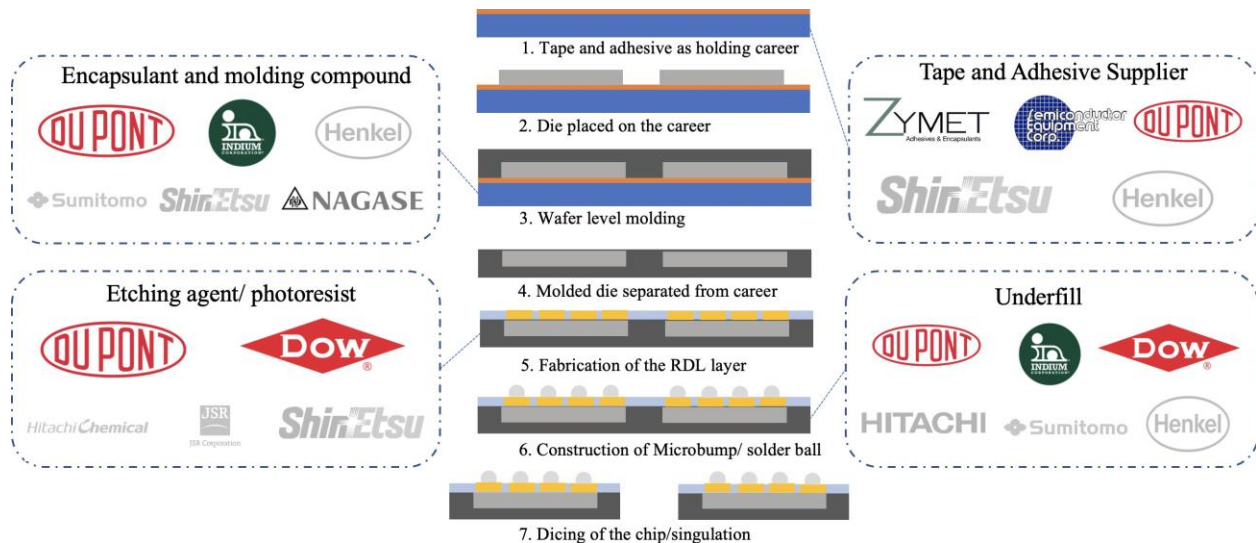 Encapsulant and molding compound
DUPONT
INDIUM
CORPORATION®
Henkel
Sumitomo
ShinEtsu
NAGASE
Etching agent/ photoresist
DUPONT
DOW
®
Hitachi Chemical
JSR
JSR Corporation
ShinEtsu
1. Tape and adhesive as holding career
2. Die placed on the career
3. Wafer level molding
4. Molded die separated from career
5. Fabrication of the RDL layer
6. Construction of Microbump/ solder ball
7. Dicing of the chip/singulation
Tape and Adhesive Supplier
ZYMET
Adhesives & Encapsulants
Semiconductor
Equipment
Corp.
DUPONT
ShinEtsu
Henkel
Underfill
DUPONT
INDIUM
CORPORATION®
DOW
®
HITACHI
Sumitomo
Henkel